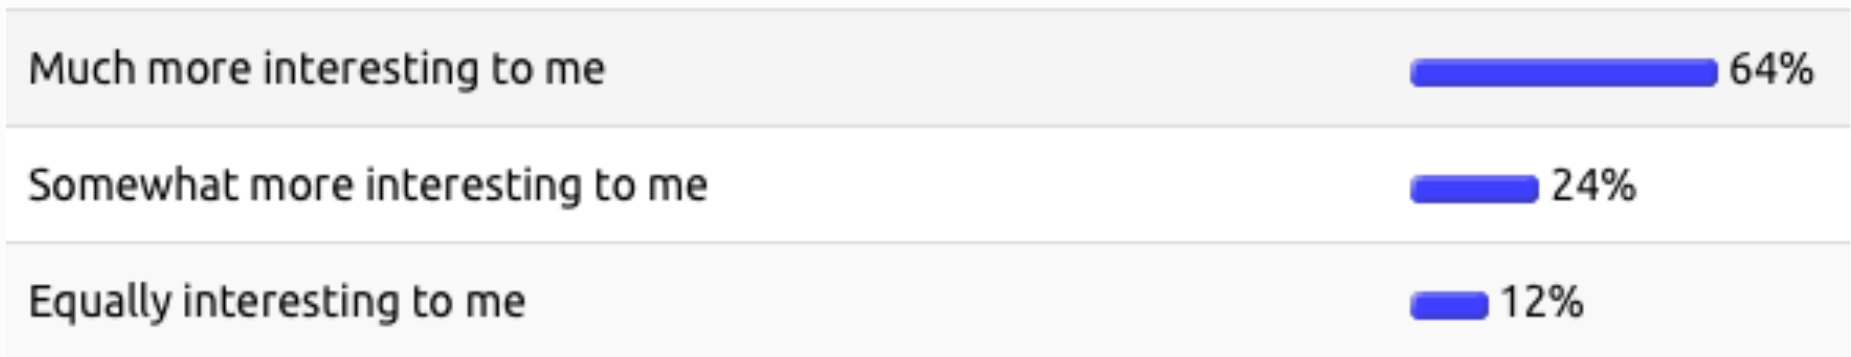 Much more interesting to me 64%
Somewhat more interesting to me 24%
Equally interesting to me 12%